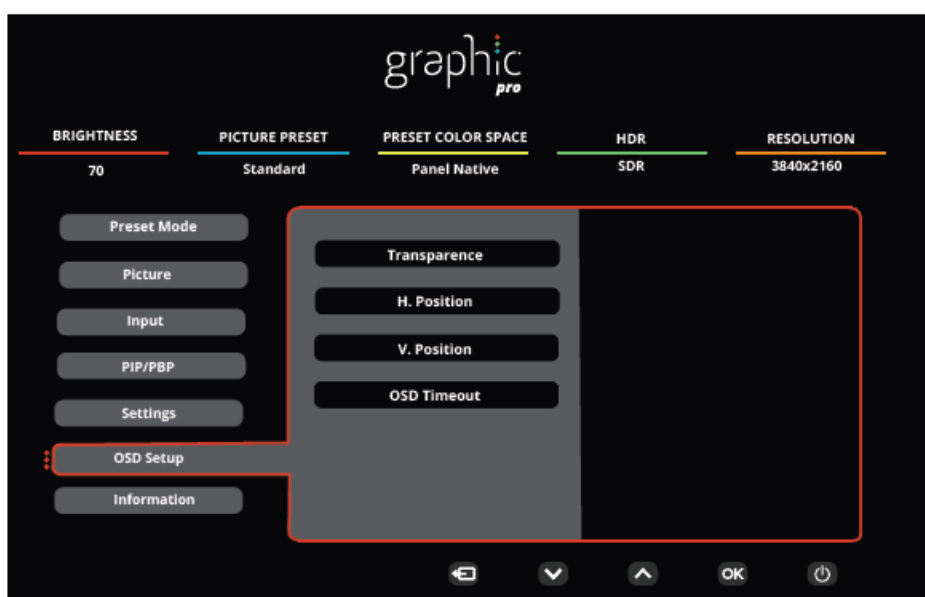 graphic
pro
BRIGHTNESS PICTURE PRESET PRESET COLOR SPACE HDR RESOLUTION
70 Standard Panel Native SDR 3840x2160
Preset Mode
Picture
Input
PIP/PBP
Settings
OSD Setup
Information
Transparence
H. Position
V. Position
OSD Timeout
OK